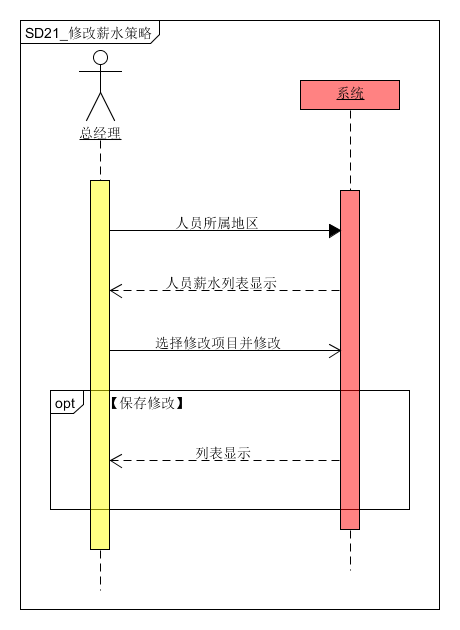 SD21_修改薪水策略
总经理
系统
人员所属地区
人员薪水列表显示
选择修改项目并修改
opt
【保存修改】
列表显示